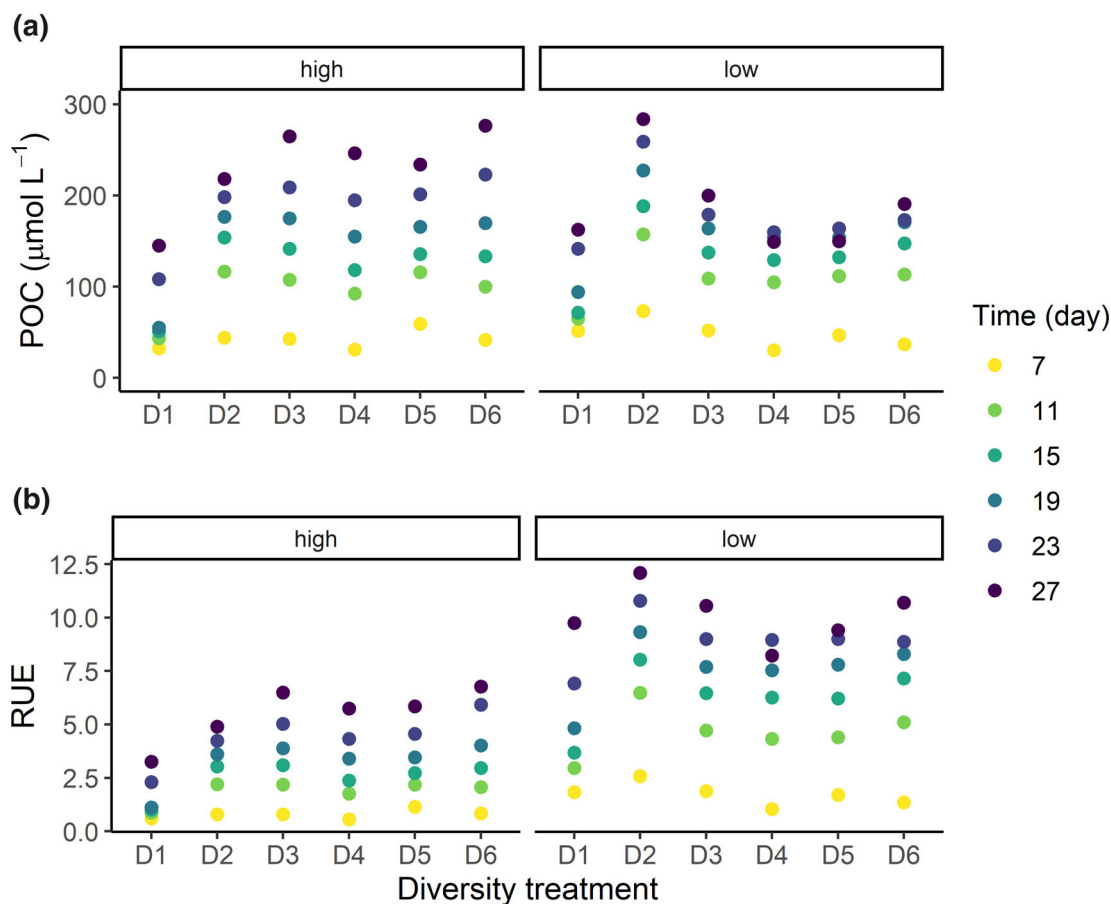 (a)
high low
POC (μmol L⁻¹)
300
200
100
0
D1 D2 D3 D4 D5 D6 D1 D2 D3 D4 D5 D6
Time (day)
7
11
15
19
23
27
(b)
high low
RUE
12.5
10.0
7.5
5.0
2.5
0.0
D1 D2 D3 D4 D5 D6 D1 D2 D3 D4 D5 D6
Diversity treatment